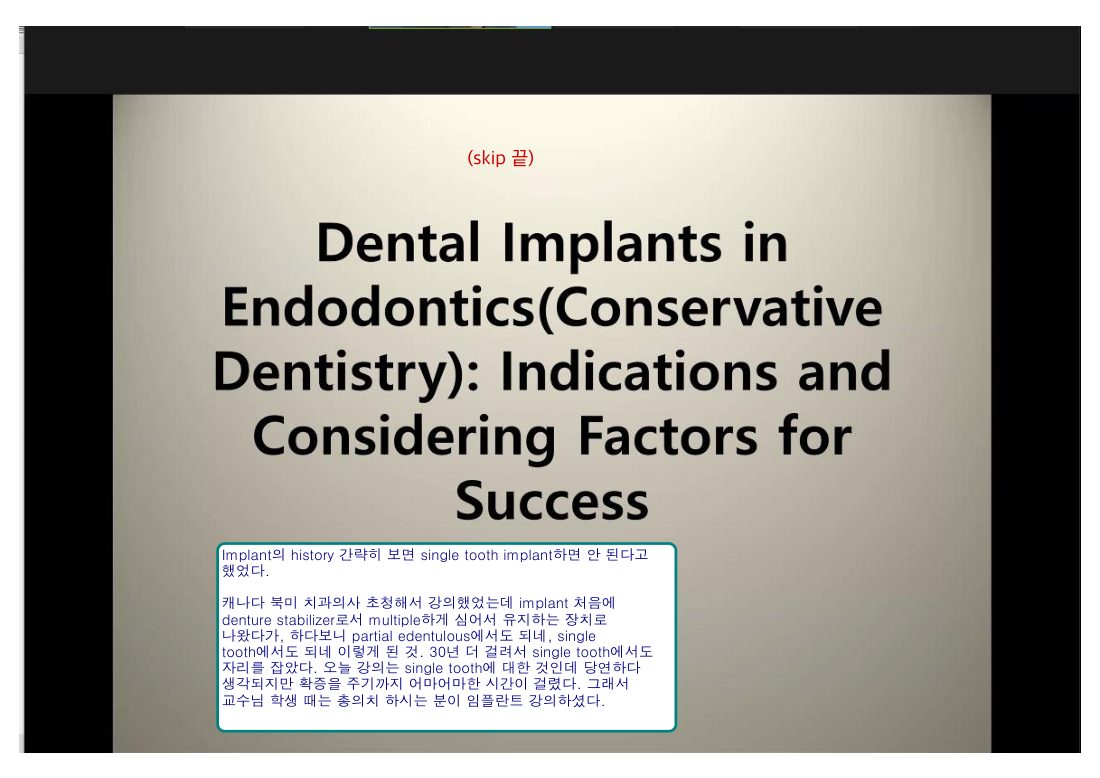 (skip 끝)
Dental Implants in
Endodontics(Conservative
Dentistry): Indications and
Considering Factors for
Success
Implant의 history 간략히 보면 single tooth implant하면 안 된다고
했었다.
캐나다 북미 치과의사 초청해서 강의했었는데 implant 처음에
denture stabilizer로서 multiple하게 심어서 유지하는 장치로
나왔다가, 하다보니 partial edentulous에서도 되네, single
tooth에서도 되네 이렇게 된 것. 30년 더 걸려서 single tooth에서도
자리를 잡았다. 오늘 강의는 single tooth에 대한 것인데 당연하다
생각되지만 확증을 주기까지 어마어마한 시간이 걸렸다. 그래서
교수님 학생 때는 총의치 하시는 분이 임플란트 강의하셨다.